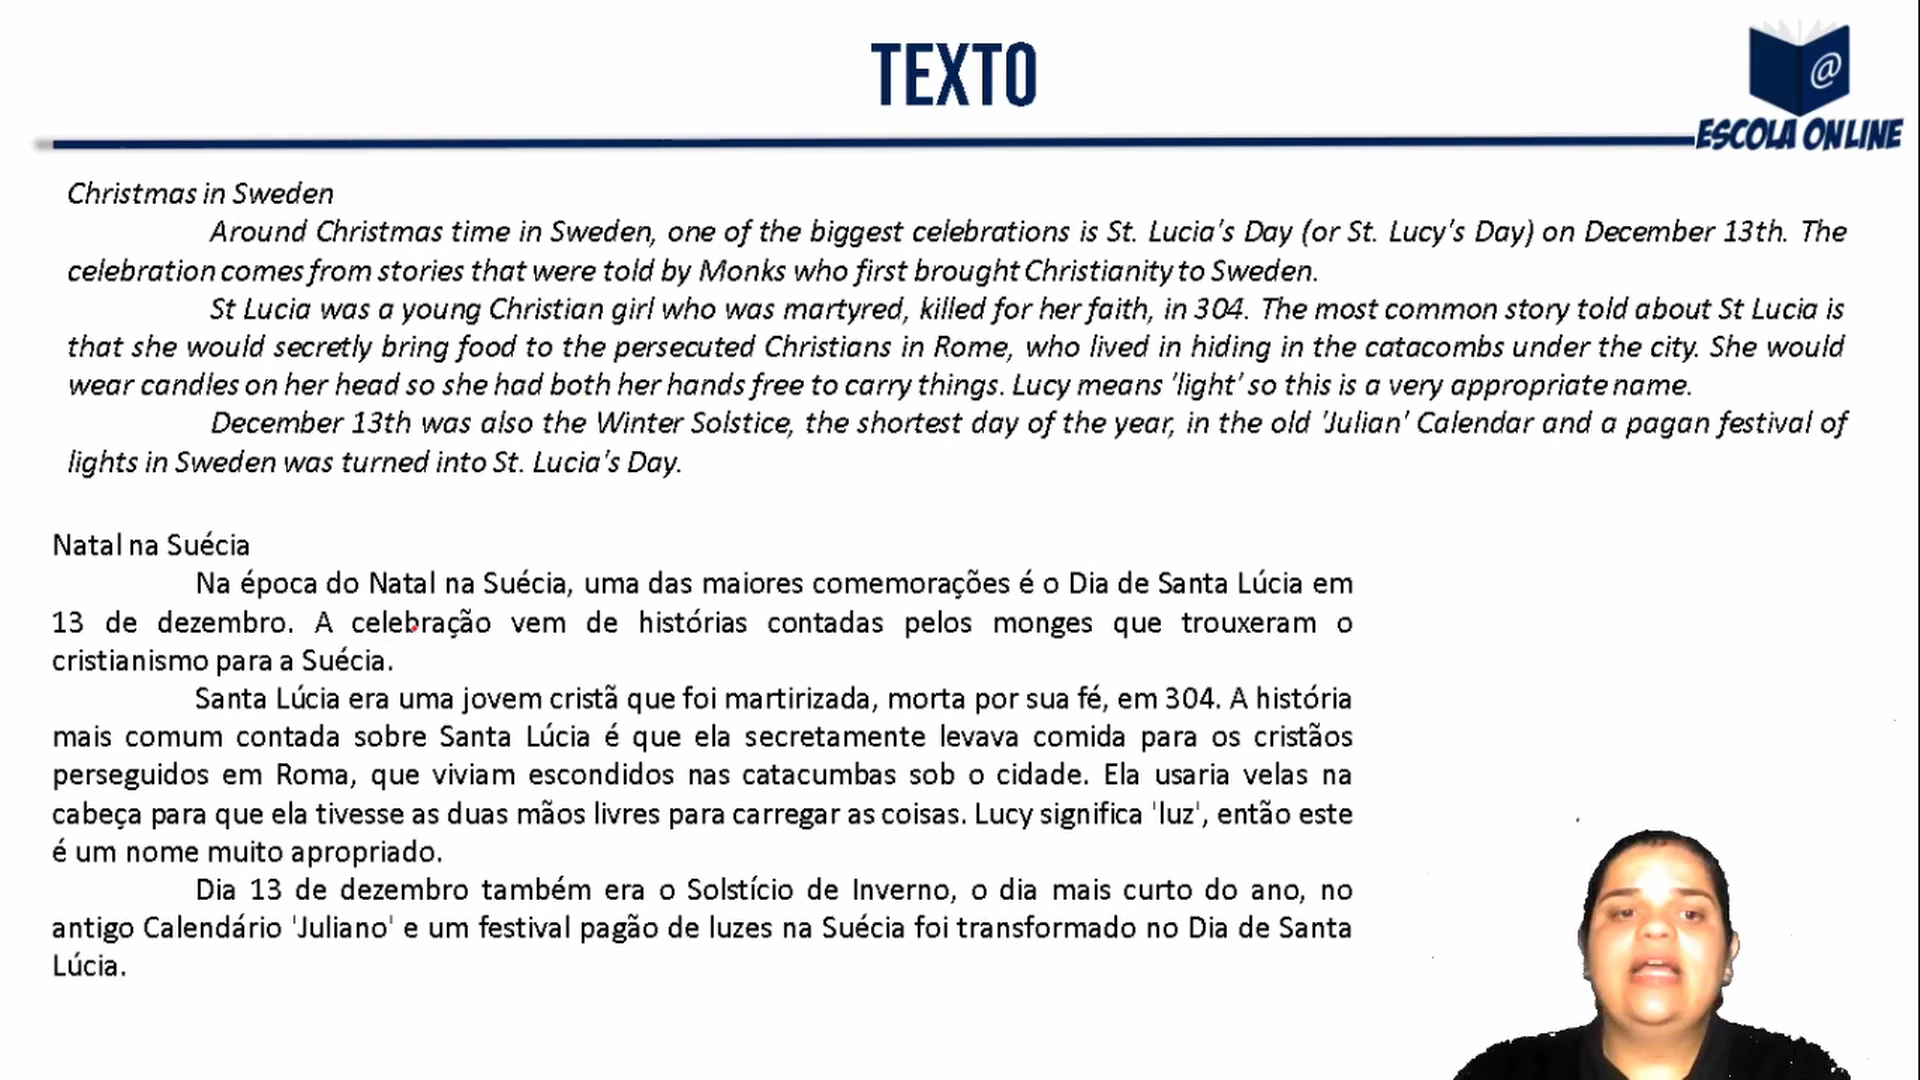 TEXTO
@
ESCOLA ONLINE
Christmas in Sweden
Around Christmas time in Sweden, one of the biggest celebrations is St. Lucia's Day (or St. Lucy's Day) on December 13th. The
celebration comes from stories that were told by Monks who first brought Christianity to Sweden.
St Lucia was a young Christian girl who was martyred, killed for her faith, in 304. The most common story told about St Lucia is
that she would secretly bring food to the persecuted Christians in Rome, who lived in hiding in the catacombs under the city. She would
wear candles on her head so she had both her hands free to carry things. Lucy means 'light' so this is a very appropriate name.
December 13th was also the Winter Solstice, the shortest day of the year, in the old 'Julian' Calendar and a pagan festival of
lights in Sweden was turned into St. Lucia's Day.
Natal na Suécia
Na época do Natal na Suécia, uma das maiores comemorações é o Dia de Santa Lúcia em
13 de dezembro. A celebração vem de histórias contadas pelos monges que trouxeram o
cristianismo para a Suécia.
Santa Lúcia era uma jovem cristã que foi martirizada, morta por sua fé, em 304. A história
mais comum contada sobre Santa Lúcia é que ela secretamente levava comida para os cristãos
perseguidos em Roma, que viviam escondidos nas catacumbas sob o cidade. Ela usaria velas na
cabeça para que ela tivesse as duas mãos livres para carregar as coisas. Lucy significa 'luz', então este
é um nome muito apropriado.
Dia 13 de dezembro também era o Solstício de Inverno, o dia mais curto do ano, no
antigo Calendário 'Juliano' e um festival pagão de luzes na Suécia foi transformado no Dia de Santa
Lúcia.